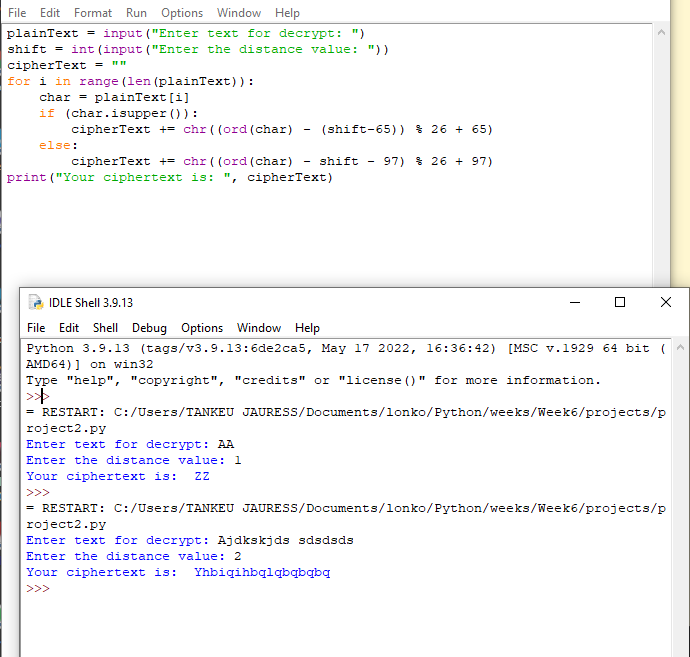 File Edit Format Run Options Window Help
plainText = input("Enter text for decrypt: ")
shift = int(input("Enter the distance value: "))
cipherText = ""
for i in range(len(plainText)):
    char = plainText[i]
    if (char.isupper()):
        cipherText += chr((ord(char) - (shift-65)) % 26 + 65)
    else:
        cipherText += chr((ord(char) - shift - 97) % 26 + 97)
print("Your ciphertext is: ", cipherText)
IDLE Shell 3.9.13
File Edit Shell Debug Options Window Help
Python 3.9.13 (tags/v3.9.13:6de2ca5, May 17 2022, 16:36:42) [MSC v.1929 64 bit (
AMD64)] on win32
Type "help", "copyright", "credits" or "license()" for more information.
>>>
= RESTART: C:/Users/TANKEU JAURESS/Documents/lonko/Python/weeks/Week6/projects/p
roject2.py
Enter text for decrypt: AA
Enter the distance value: 1
Your ciphertext is:  ZZ
>>>
= RESTART: C:/Users/TANKEU JAURESS/Documents/lonko/Python/weeks/Week6/projects/p
roject2.py
Enter text for decrypt: Ajdkskjds sdsdsds
Enter the distance value: 2
Your ciphertext is:  Yhbiqihbqlqbqbqbq
>>>